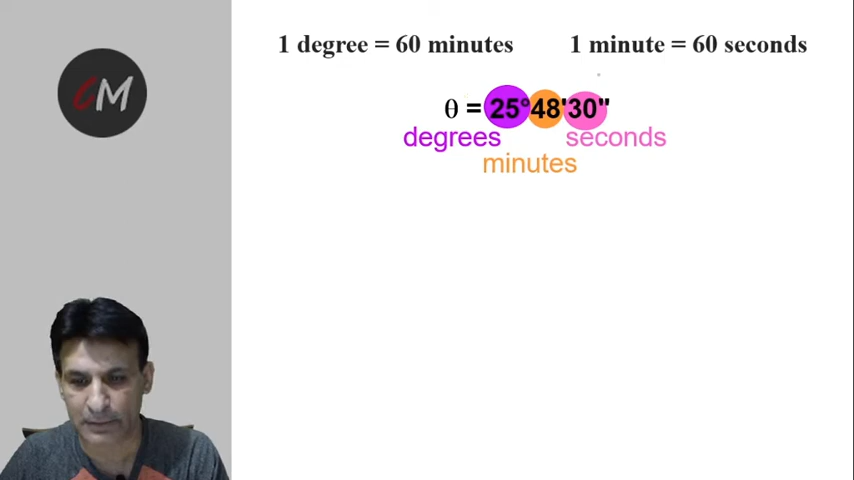 1 degree = 60 minutes 1 minute = 60 seconds
CM
θ = 25°48'30"
degrees seconds
minutes